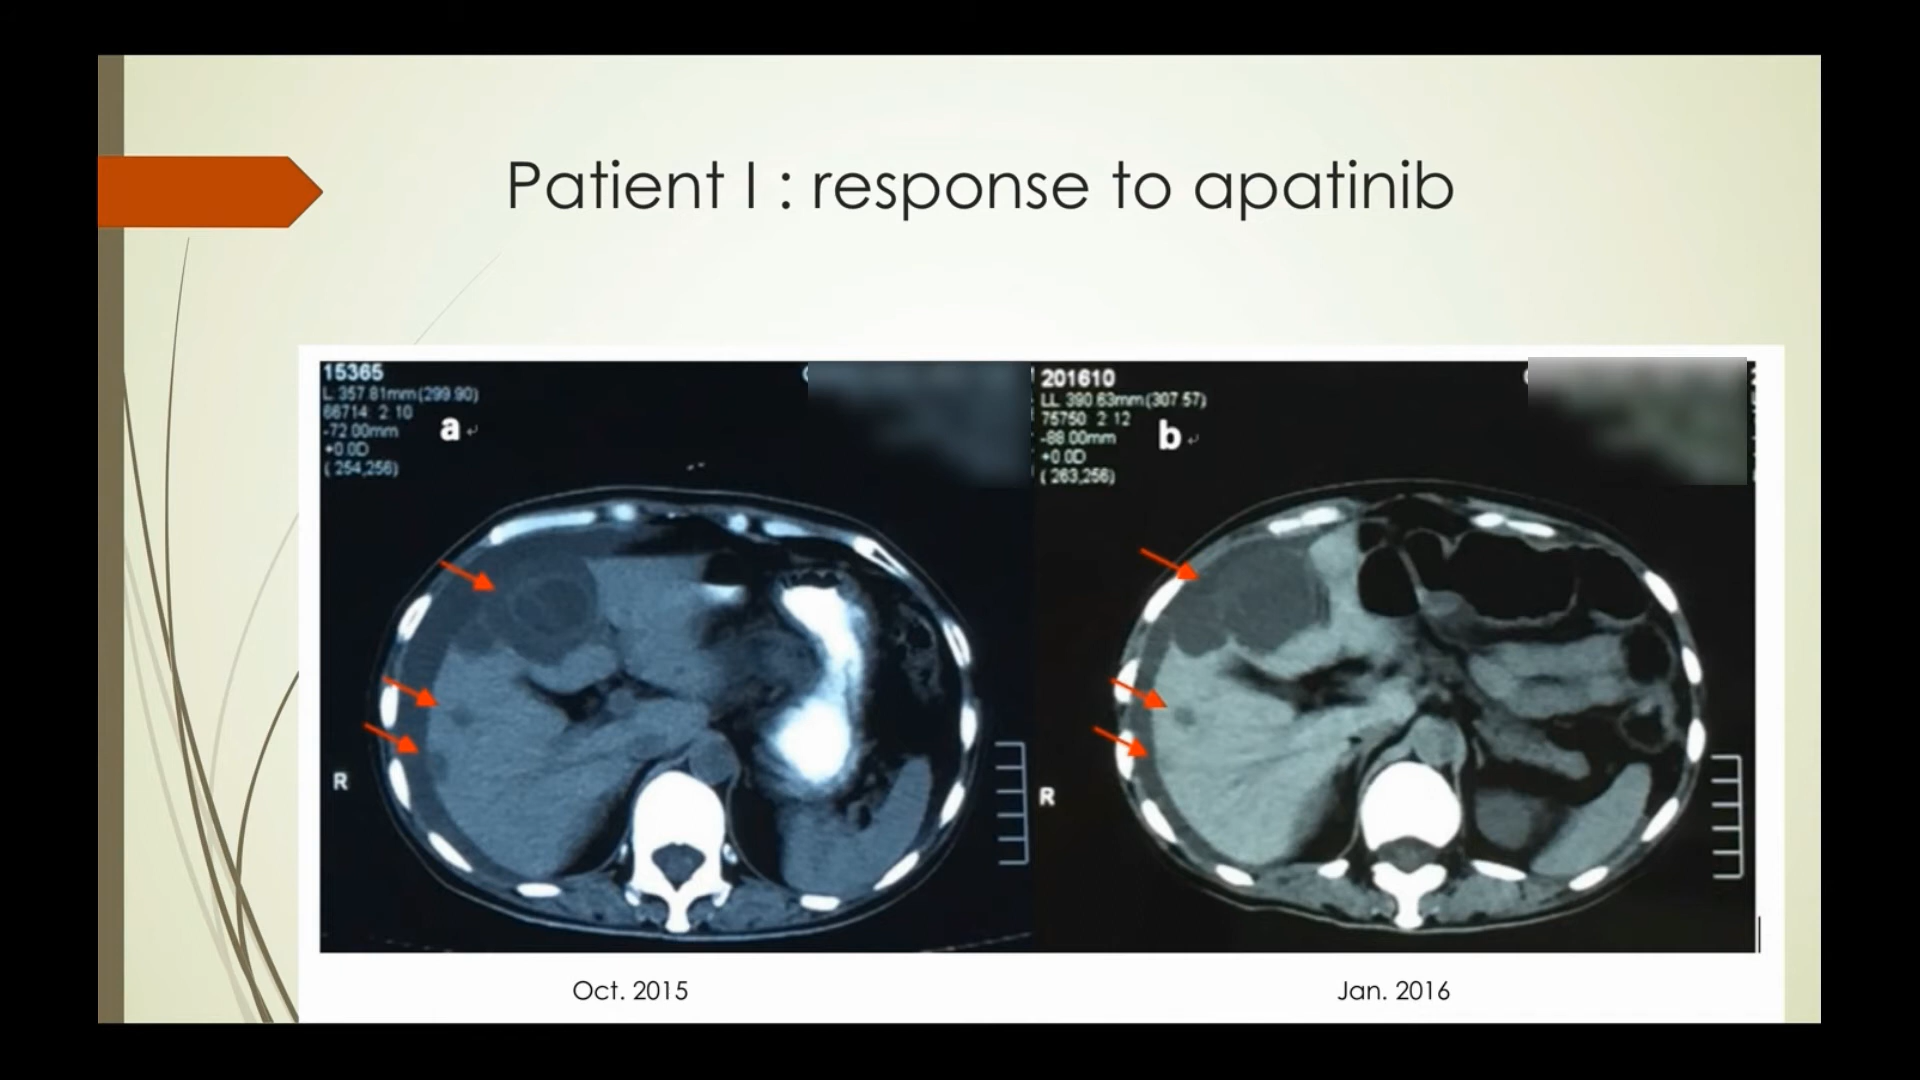 Patient I : response to apatinib
15365
L 357.81mm(299.90)
66714 2:10
-72.00mm
+0.0D
( 254,256)
a
R
201610
LL 390.63mm(307.57)
75750 2:12
-88.00mm
+0.0D
( 263,256)
b
R
Oct. 2015
Jan. 2016